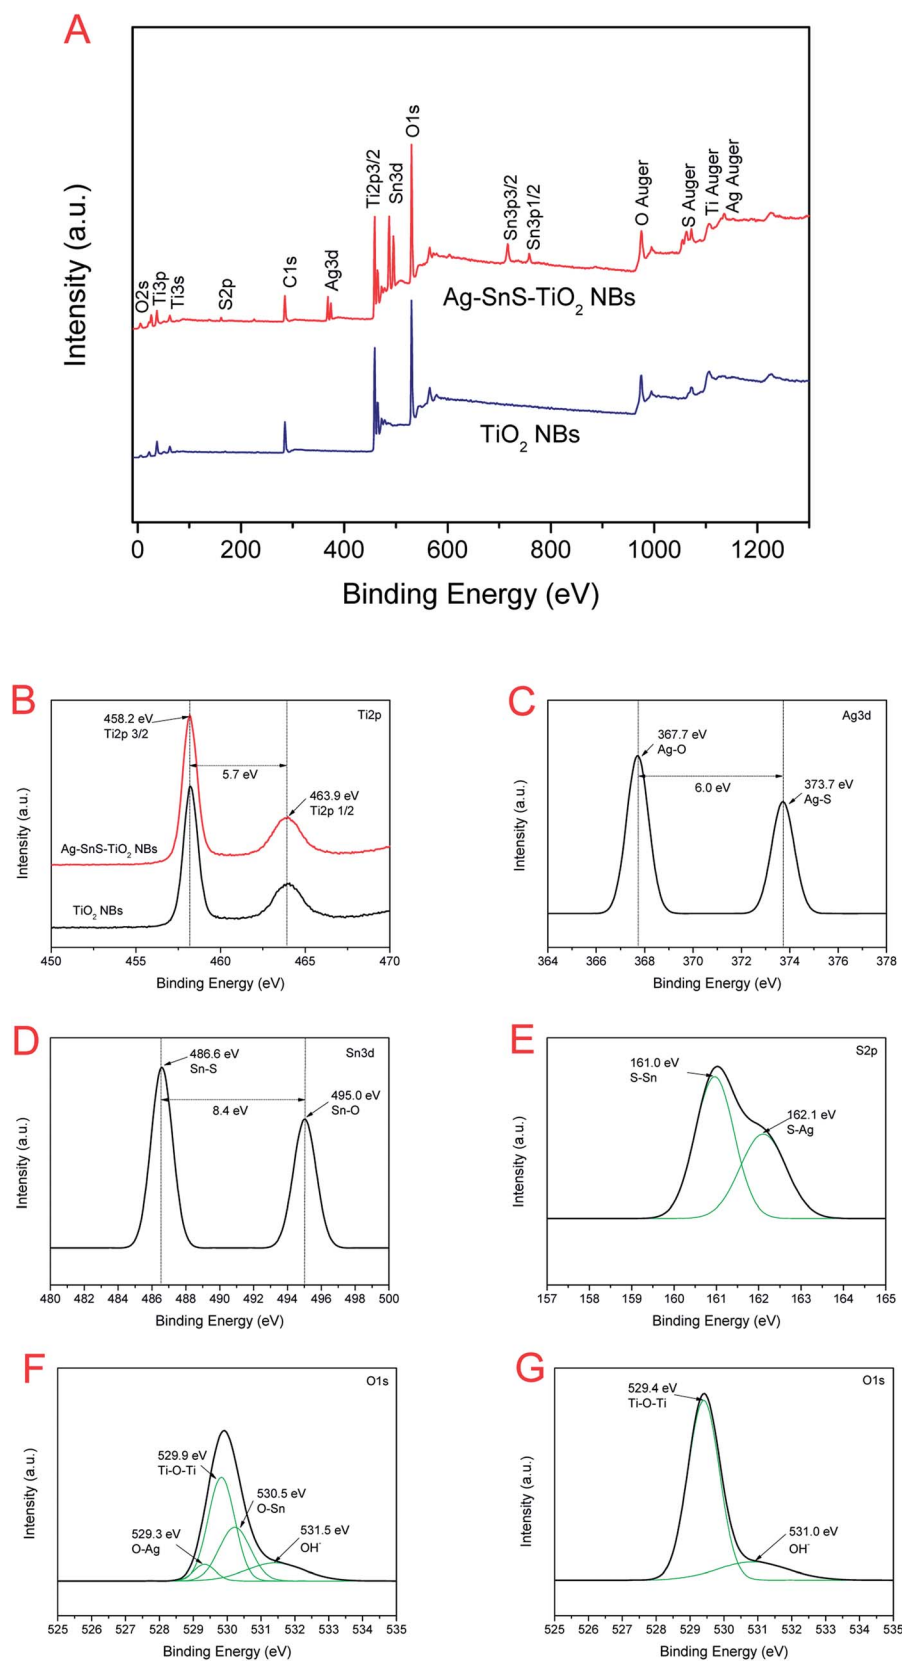 A
Intensity (a.u.)
O2s
Ti3p
Ti3s
S2p
C1s
Ag3d
Ti2p3/2
Sn3d
O1s
Sn3p3/2
Sn3p1/2
O Auger
S Auger
Ti Auger
Ag Auger
Ag-SnS-TiO₂ NBs
TiO₂ NBs
0 200 400 600 800 1000 1200
Binding Energy (eV)
B
Intensity (a.u.)
Ti2p
458.2 eV
Ti2p 3/2
5.7 eV
463.9 eV
Ti2p 1/2
Ag-SnS-TiO₂ NBs
TiO₂ NBs
450 455 460 465 470
Binding Energy (eV)
C
Intensity (a.u.)
Ag3d
367.7 eV
Ag-O
6.0 eV
373.7 eV
Ag-S
364 366 368 370 372 374 376 378
Binding Energy (eV)
D
Intensity (a.u.)
Sn3d
486.6 eV
Sn-S
8.4 eV
495.0 eV
Sn-O
480 482 484 486 488 490 492 494 496 498 500
Binding Energy (eV)
E
Intensity (a.u.)
S2p
161.0 eV
S-Sn
162.1 eV
S-Ag
157 158 159 160 161 162 163 164 165
Binding Energy (eV)
F
Intensity (a.u.)
O1s
529.9 eV
Ti-O-Ti
530.5 eV
O-Sn
529.3 eV
O-Ag
531.5 eV
OH⁻
525 526 527 528 529 530 531 532 533 534 535
Binding Energy (eV)
G
Intensity (a.u.)
O1s
529.4 eV
Ti-O-Ti
531.0 eV
OH⁻
525 526 527 528 529 530 531 532 533 534 535
Binding Energy (eV)